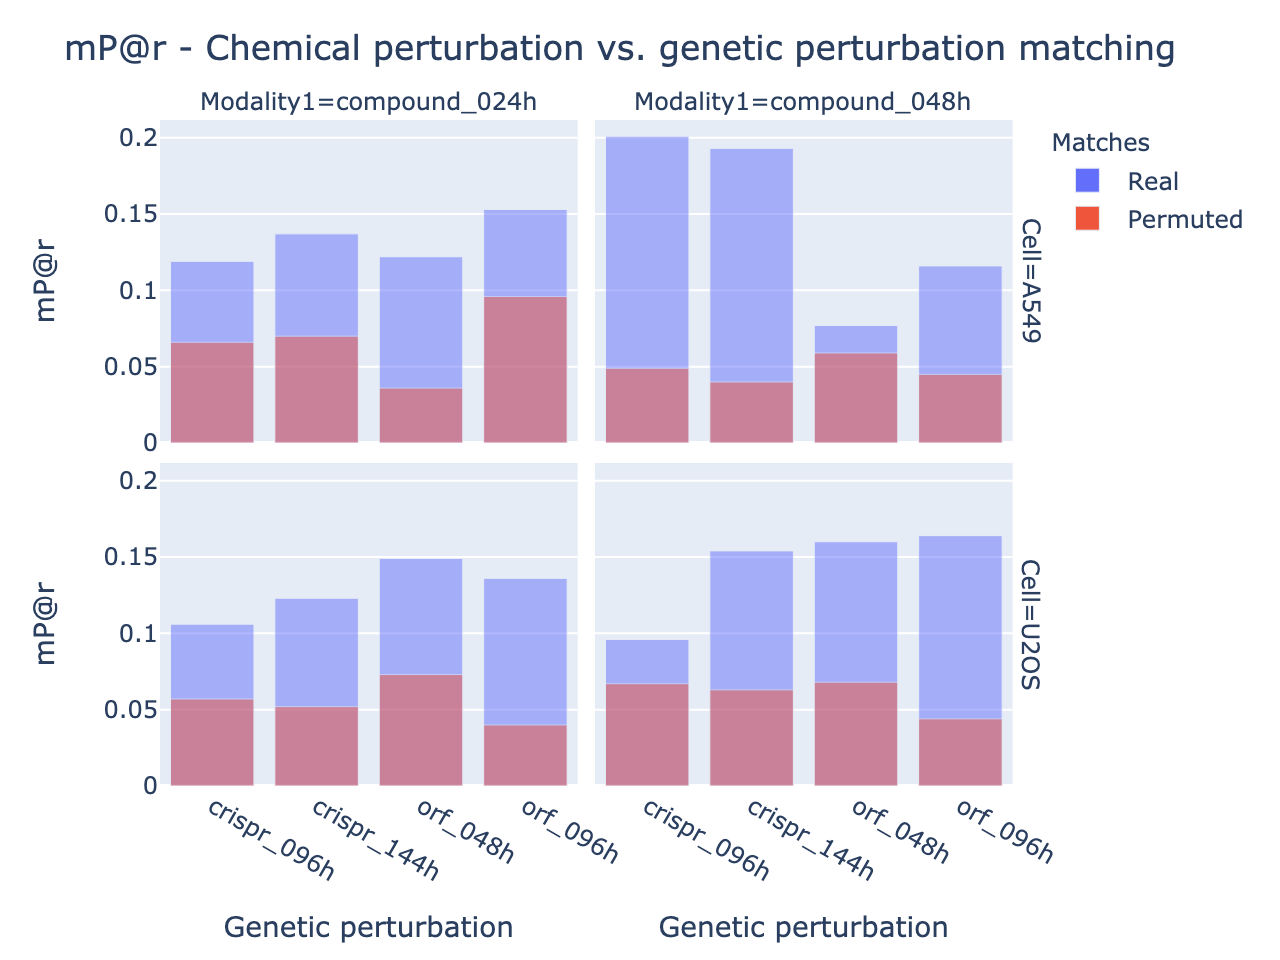 mP@r - Chemical perturbation vs. genetic perturbation matching
Modality1=compound_024h
Modality1=compound_048h
Matches
Real
Permuted
mP@r
0.2
0.15
0.1
0.05
0
Cell=A549
mP@r
0.2
0.15
0.1
0.05
0
Cell=U2OS
crispr_096h
crispr_144h
orf_048h
orf_096h
crispr_096h
crispr_144h
orf_048h
orf_096h
Genetic perturbation
Genetic perturbation